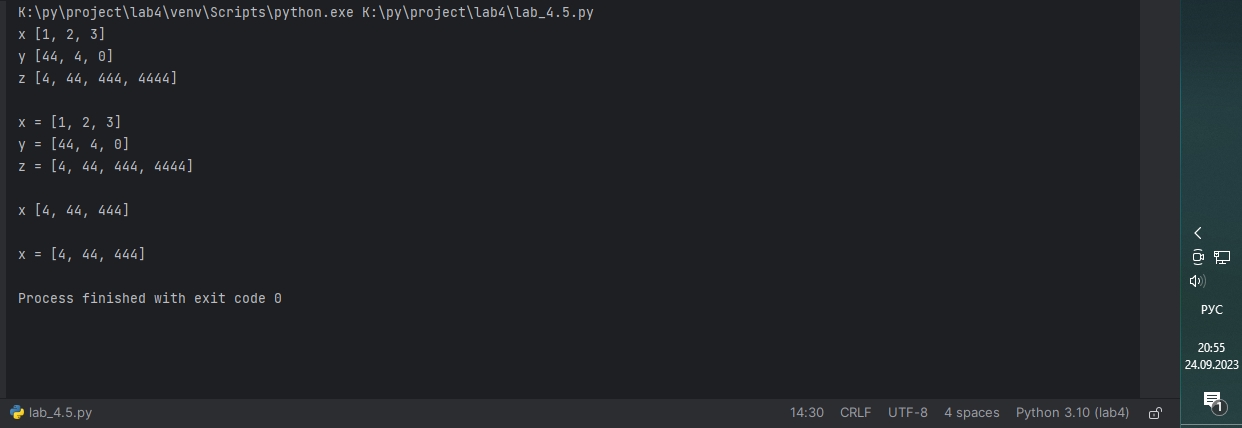 K:\py\project\lab4\venv\Scripts\python.exe K:\py\project\lab4\lab_4.5.py
x [1, 2, 3]
y [44, 4, 0]
z [4, 44, 444, 4444]
x = [1, 2, 3]
y = [44, 4, 0]
z = [4, 44, 444, 4444]
x [4, 44, 444]
x = [4, 44, 444]
Process finished with exit code 0
lab_4.5.py
14:30 CRLF UTF-8 4 spaces Python 3.10 (lab4)
РУС
20:55
24.09.2023
1